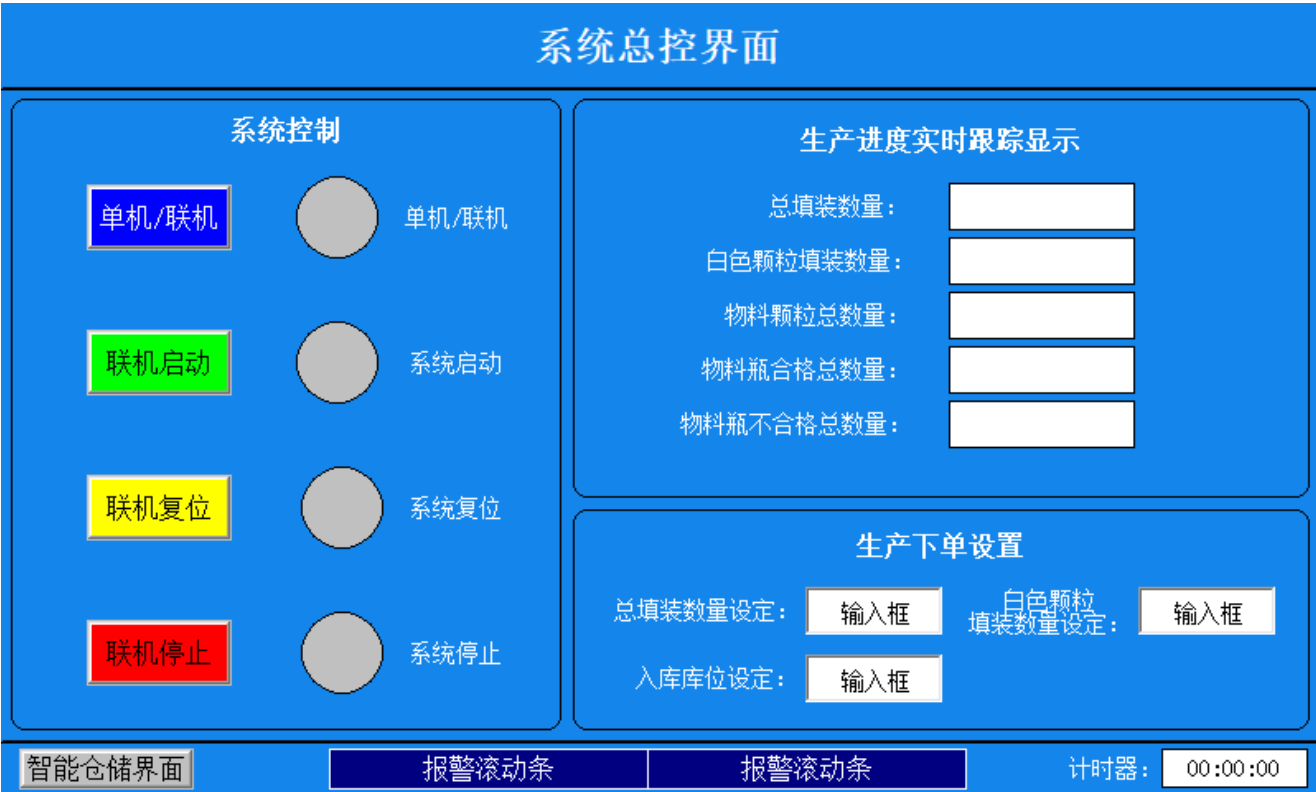 系统总控界面
系统控制
单机/联机 单机/联机
联机启动 系统启动
联机复位 系统复位
联机停止 系统停止
生产进度实时跟踪显示
总填装数量：
白色颗粒填装数量：
物料颗粒总数量：
物料瓶合格总数量：
物料瓶不合格总数量：
生产下单设置
总填装数量设定： 输入框
白色颗粒
填装数量设定： 输入框
入库库位设定： 输入框
智能仓储界面 报警滚动条 报警滚动条 计时器： 00:00:00